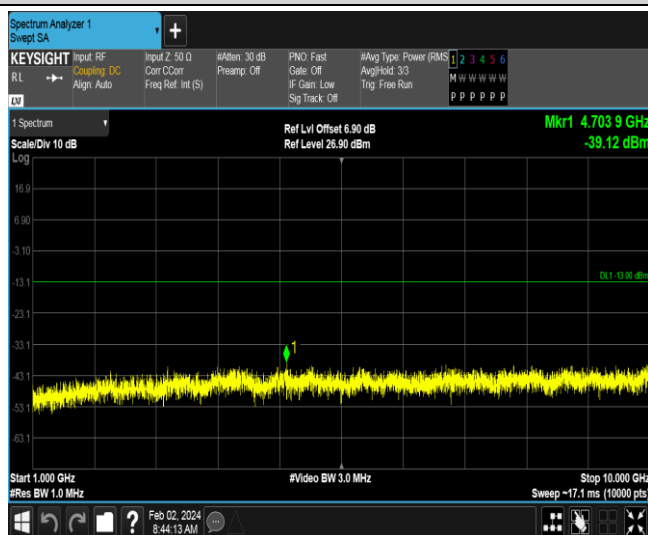 Spectrum Analyzer 1
Swept SA
+
KEYSIGHT
RL
Input: RF
Coupling: DC
Align: Auto
Input Z: 50 Ω
Corr CCorr
Freq Ref: Int (S)
#Atten: 30 dB
Preamp: Off
PNO: Fast
Gate: Off
IF Gain: Low
Sig Track: Off
#Avg Type: Power (RMS
Avg|Hold: 3/3
Trig: Free Run
1 2 3 4 5 6
M W W W W W
P P P P P P
LXI
1 Spectrum
Scale/Div 10 dB
Log
Ref Lvl Offset 6.90 dB
Ref Level 26.90 dBm
Mkr1 4.703 9 GHz
-39.12 dBm
16.9
6.90
-3.10
-13.1
DL1 -13.00 dBm
-23.1
-33.1
1
-43.1
-53.1
-63.1
Start 1.000 GHz
#Video BW 3.0 MHz
Stop 10.000 GHz
#Res BW 1.0 MHz
Sweep ~17.1 ms (10000 pts)
?
Feb 02, 2024
8:44:13 AM